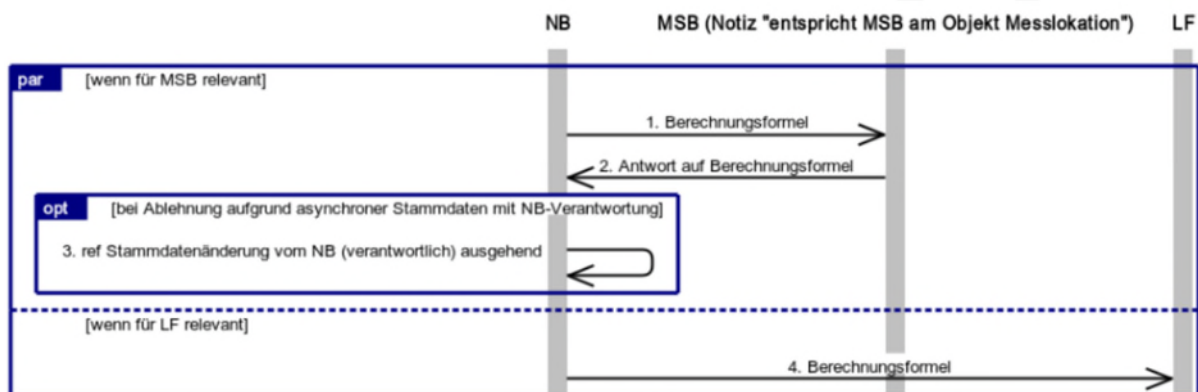 NB MSB (Notiz "entspricht MSB am Objekt Messlokation") LF
par [wenn für MSB relevant]
1. Berechnungsformel
2. Antwort auf Berechnungsformel
opt [bei Ablehnung aufgrund asynchroner Stammdaten mit NB-Verantwortung]
3. ref Stammdatenänderung vom NB (verantwortlich) ausgehend
[wenn für LF relevant]
4. Berechnungsformel